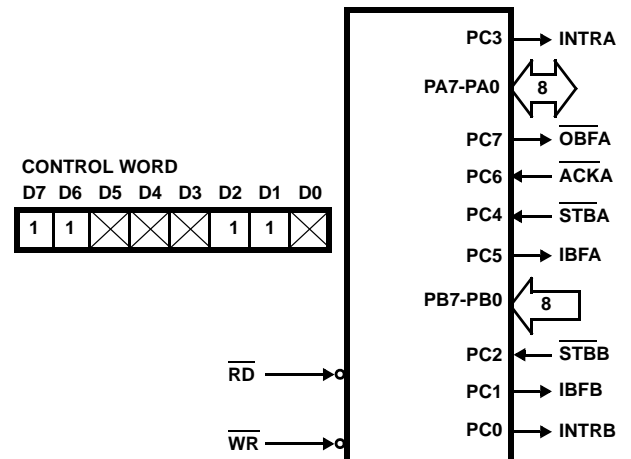 PC3 INTRA
PA7-PA0 8
PC7 OBFA
CONTROL WORD
PC6 ACKA
D7 D6 D5 D4 D3 D2 D1 D0
PC4 STBA
1 1 1 1
PC5 IBFA
PB7-PB0 8
PC2 STBB
RD
PC1 IBFB
PC0 INTRB
WR